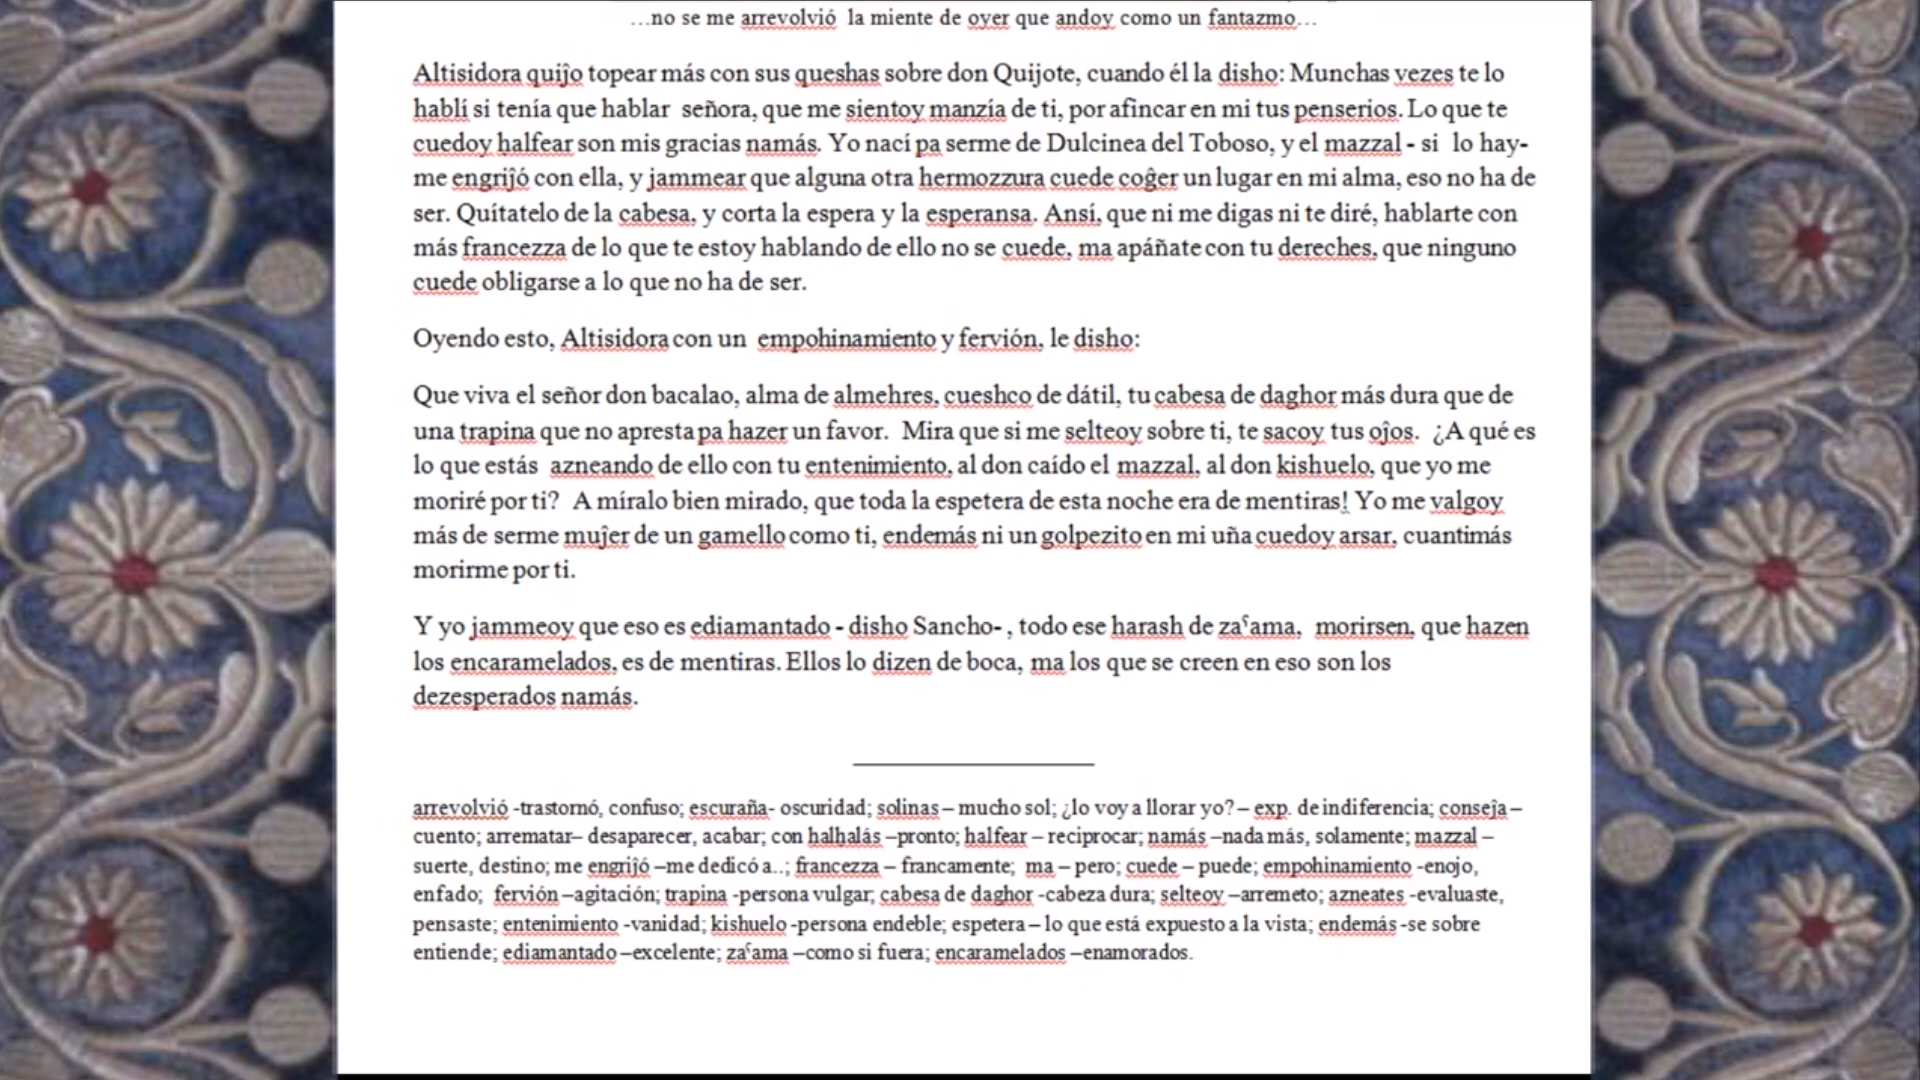 …no se me arrevolvió la miente de oyer que andoy como un fantazmo…
Altisidora quiĵo topear más con sus queshas sobre don Quijote, cuando él la disho: Munchas vezes te lo
hablí si tenía que hablar señora, que me sientoy manzía de ti, por afincar en mi tus penserios. Lo que te
cuedoy halfear son mis gracias namás. Yo nací pa serme de Dulcinea del Toboso, y el mazzal - si lo hay-
me engriĵó con ella, y jammear que alguna otra hermozzura cuede coĝer un lugar en mi alma, eso no ha de
ser. Quítatelo de la cabesa, y corta la espera y la esperansa. Ansí, que ni me digas ni te diré, hablarte con
más francezza de lo que te estoy hablando de ello no se cuede, ma apáñate con tu dereches, que ninguno
cuede obligarse a lo que no ha de ser.
Oyendo esto, Altisidora con un empohinamiento y fervión, le disho:
Que viva el señor don bacalao, alma de almehres, cueshco de dátil, tu cabesa de daghor más dura que de
una trapina que no apresta pa hazer un favor. Mira que si me selteoy sobre ti, te sacoy tus oĵos. ¿A qué es
lo que estás azneando de ello con tu entenimiento, al don caído el mazzal, al don kishuelo, que yo me
moriré por ti? A míralo bien mirado, que toda la espetera de esta noche era de mentiras! Yo me valgoy
más de serme muĵer de un gamello como ti, endemás ni un golpezito en mi uña cuedoy arsar, cuantimás
morirme por ti.
Y yo jammeoy que eso es ediamantado - disho Sancho- , todo ese harash de zaʿama, morirsen, que hazen
los encaramelados, es de mentiras. Ellos lo dizen de boca, ma los que se creen en eso son los
dezesperados namás.
arrevolvió -trastornó, confuso; escuraña- oscuridad; solinas – mucho sol; ¿lo voy a llorar yo? – exp. de indiferencia; conseĵa –
cuento; arrematar– desaparecer, acabar; con halhalás –pronto; halfear – reciprocar; namás –nada más, solamente; mazzal –
suerte, destino; me engriĵó –me dedicó a..; francezza – francamente; ma – pero; cuede – puede; empohinamiento -enojo,
enfado; fervión –agitación; trapina -persona vulgar; cabesa de daghor -cabeza dura; selteoy –arremeto; azneates -evaluaste,
pensaste; entenimiento -vanidad; kishuelo -persona endeble; espetera – lo que está expuesto a la vista; endemás -se sobre
entiende; ediamantado –excelente; zaʿama –como si fuera; encaramelados –enamorados.